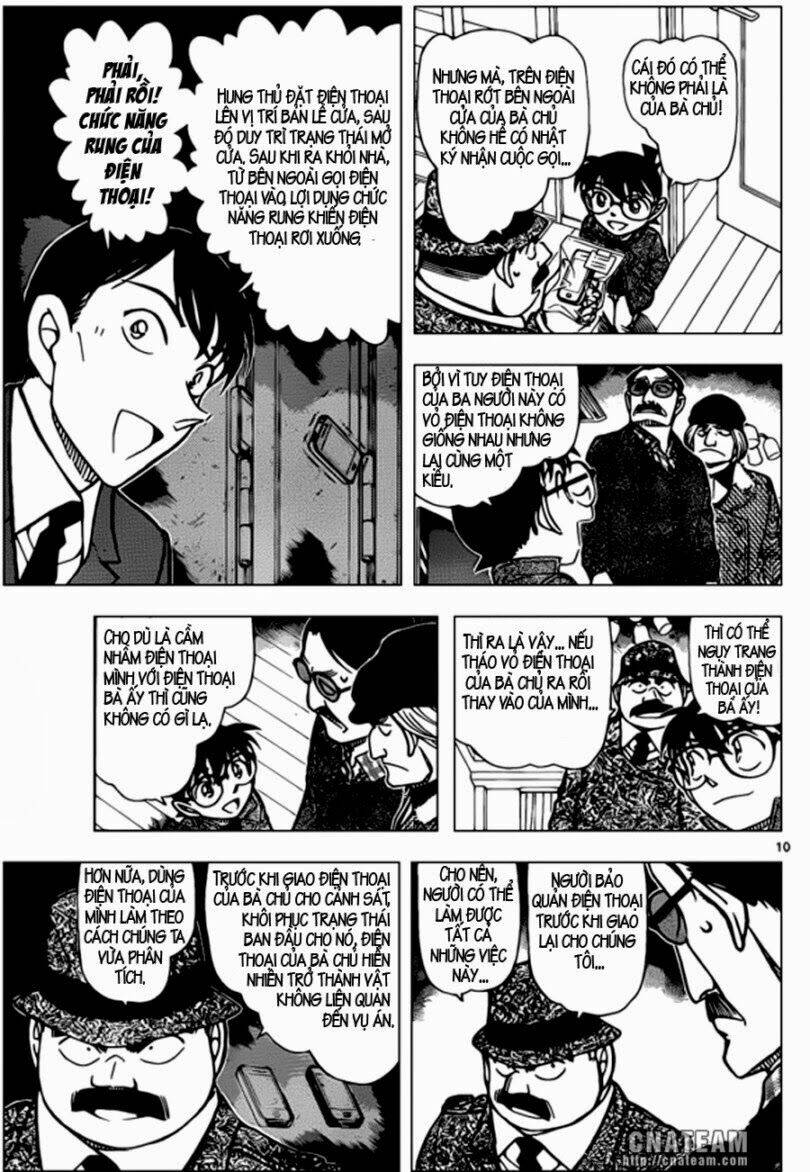 CÁI ĐÓ CÓ THỂ
KHÔNG PHẢI LÀ
CỦA BÀ CHỦ!
NHƯNG MÀ, TRÊN ĐIỆN
THOẠI RỚT BÊN NGOÀI
CỬA CỦA BÀ CHỦ
KHÔNG HỀ CÓ NHẬT
KÝ NHẬN CUỘC GỌI...
BỞI VÌ TUY ĐIỆN THOẠI
CỦA BA NGƯỜI NÀY CÓ
VỎ ĐIỆN THOẠI KHÔNG
GIỐNG NHAU NHƯNG
LẠI CÙNG MỘT
KIỂU.
HUNG THỦ ĐẶT ĐIỆN THOẠI
LÊN VỊ TRÍ BẢN LỀ CỬA, SAU
ĐÓ DUY TRÌ TRẠNG THÁI MỞ
CỬA, SAU KHI RA KHỎI NHÀ,
TỪ BÊN NGOÀI GỌI ĐIỆN
THOẠI VÀO, LỢI DỤNG CHỨC
NĂNG RUNG KHIẾN ĐIỆN
THOẠI RƠI XUỐNG.
PHẢI,
PHẢI RỒI!
CHỨC NĂNG
RUNG CỦA
ĐIỆN
THOẠI!
THÌ CÓ THỂ
NGỤY TRANG
THÀNH ĐIỆN
THOẠI CỦA
BÀ ẤY!
THÌ RA LÀ VẬY... NẾU
THÁO VỎ ĐIỆN THOẠI
CỦA BÀ CHỦ RA RỒI
THAY VÀO CỦA MÌNH...
CHO DÙ LÀ CẦM
NHẦM ĐIỆN THOẠI
MÌNH VỚI ĐIỆN THOẠI
BÀ ẤY THÌ CŨNG
KHÔNG CÓ GÌ LẠ.
10
NGƯỜI BẢO
QUẢN ĐIỆN THOẠI
TRƯỚC KHI GIAO
LẠI CHO CHÚNG
TÔI...
CHO NÊN,
NGƯỜI CÓ THỂ
LÀM ĐƯỢC
TẤT CẢ
NHỮNG VIỆC
NÀY...
TRƯỚC KHI GIAO ĐIỆN THOẠI
CỦA BÀ CHỦ CHO CẢNH SÁT,
KHÔI PHỤC TRẠNG THÁI
BAN ĐẦU CHO NÓ, ĐIỆN
THOẠI CỦA BÀ CHỦ HIỂN
NHIÊN TRỞ THÀNH VẬT
KHÔNG LIÊN QUAN
ĐẾN VỤ ÁN.
HƠN NỮA, DÙNG
ĐIỆN THOẠI CỦA
MÌNH LÀM THEO
CÁCH CHÚNG TA
VỪA PHÂN
TÍCH.
CNATEAM
http://cnateam.com